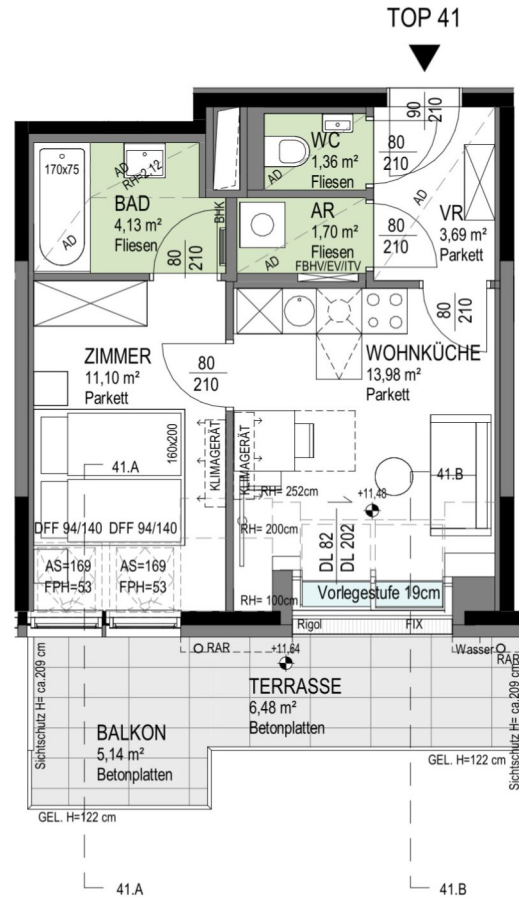 TOP 41
90
210
WC
1,36 m²
Fliesen
AD
80
210
170x75
AD
AD
RH=2,12
BAD
4,13 m²
Fliesen
BHK
AR
1,70 m²
Fliesen
AD
FBHV/EV/ITV
80
210
AD
VR
3,69 m²
Parkett
80
210
80
210
ZIMMER
11,10 m²
Parkett
80
210
WOHNKÜCHE
13,98 m²
Parkett
160x200
KLIMAGERÄT
KLIMAGERÄT
41.A
41.B
RH= 252cm
+11,48
DFF 94/140
DFF 94/140
RH= 200cm
DL 82
DL 202
AS=169
FPH=53
AS=169
FPH=53
RH= 100cm
Vorlegestufe 19cm
Rigol
FIX
RAR
+11,64
Wasser
RAR
Sichtschutz H= ca.209 cm
TERRASSE
6,48 m²
Betonplatten
BALKON
5,14 m²
Betonplatten
Sichtschutz H= ca.209 cm
GEL. H=122 cm
GEL. H=122 cm
41.A
41.B